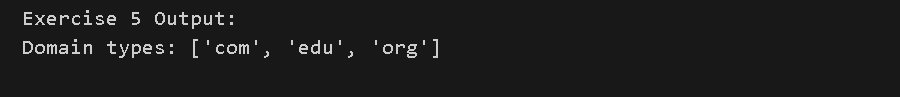 Exercise 5 Output:
Domain types: ['com', 'edu', 'org']